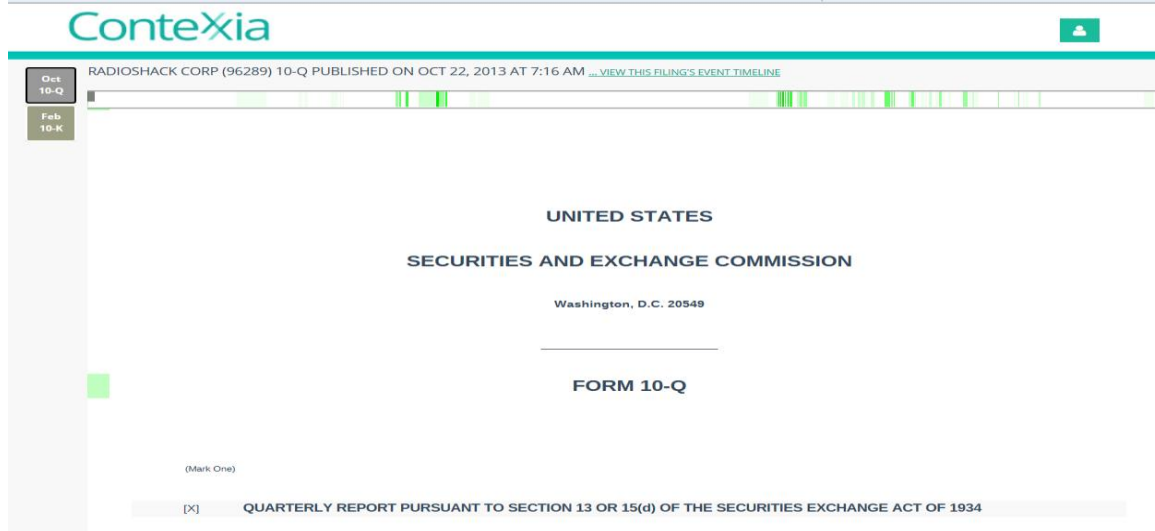 ConteXia
Oct
10-Q
RADIOSHACK CORP (96289) 10-Q PUBLISHED ON OCT 22, 2013 AT 7:16 AM ... VIEW THIS FILING'S EVENT TIMELINE
Feb
10-K
UNITED STATES
SECURITIES AND EXCHANGE COMMISSION
Washington, D.C. 20549
FORM 10-Q
(Mark One)
[X] QUARTERLY REPORT PURSUANT TO SECTION 13 OR 15(d) OF THE SECURITIES EXCHANGE ACT OF 1934